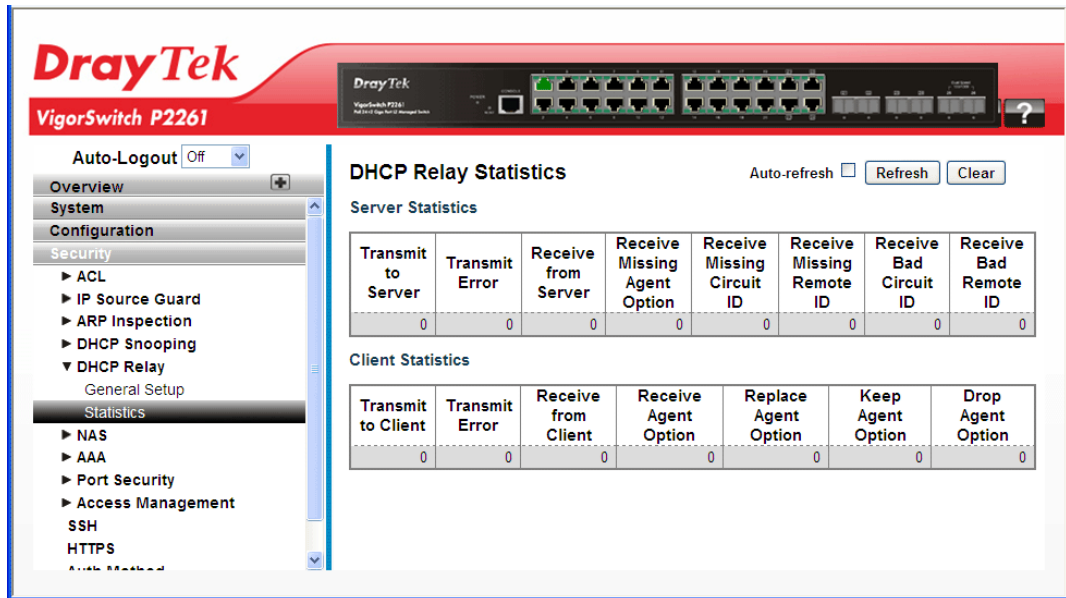 DrayTek
VigorSwitch P2261
DrayTek
VigorSwitch P2261
?
Auto-Logout Off
Overview
System
Configuration
Security
ACL
IP Source Guard
ARP Inspection
DHCP Snooping
DHCP Relay
General Setup
Statistics
NAS
AAA
Port Security
Access Management
SSH
HTTPS
Auth Method
DHCP Relay Statistics
Auto-refresh Refresh Clear
Server Statistics
Transmit to Server
Transmit Error
Receive from Server
Receive Missing Agent Option
Receive Missing Circuit ID
Receive Missing Remote ID
Receive Bad Circuit ID
Receive Bad Remote ID
0 0 0 0 0 0 0 0
Client Statistics
Transmit to Client
Transmit Error
Receive from Client
Receive Agent Option
Replace Agent Option
Keep Agent Option
Drop Agent Option
0 0 0 0 0 0 0